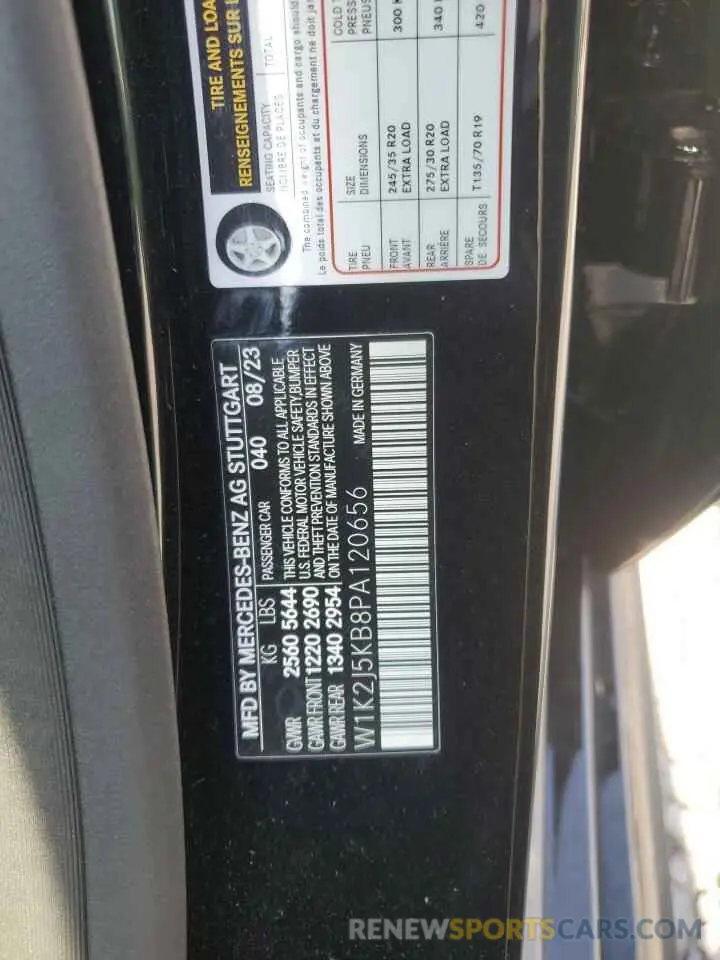 TIRE AND LOA
RENSEIGNEMENTS SUR L
SEATING CAPACITY
NOMBRE DE PLACES
TOTAL
The combined weight of occupants and cargo should
Le poids total des occupants et du chargement ne doit jam
TIRE
PNEU
SIZE
DIMENSIONS
COLD T
PRESS
PNEUS
FRONT
AVANT
245/35 R20
EXTRA LOAD
300 K
REAR
ARRIÈRE
275/30 R20
EXTRA LOAD
340
SPARE
DE SECOURS
T135/70 R19
420
MFD BY MERCEDES-BENZ AG STUTTGART
KG LBS PASSENGER CAR 040 08/23
GVWR 2560 5644 THIS VEHICLE CONFORMS TO ALL APPLICABLE
GAWR FRONT 1220 2690 U.S. FEDERAL MOTOR VEHICLE SAFETY,BUMPER
GAWR REAR 1340 2954 AND THEFT PREVENTION STANDARDS IN EFFECT
ON THE DATE OF MANUFACTURE SHOWN ABOVE
W1K2J5KB8PA120656 MADE IN GERMANY
RENEWSPORTSCARS.COM